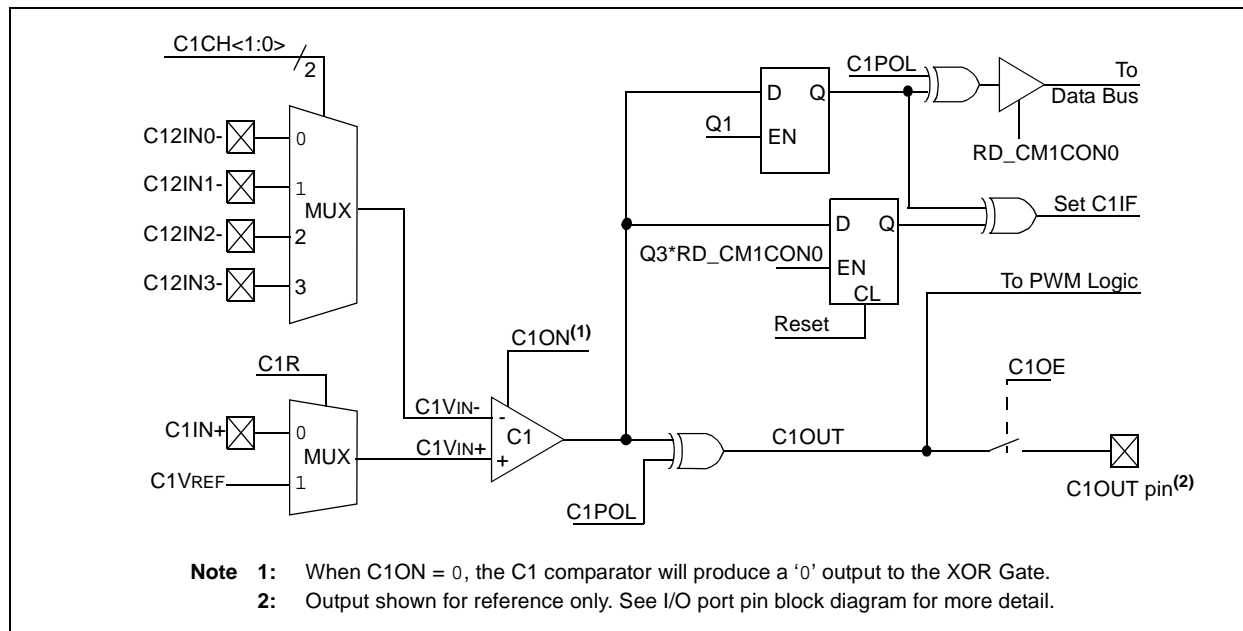 C1CH<1:0>
2
C12IN0-
0
C12IN1-
1
MUX
C12IN2-
2
C12IN3-
3
C1R
C1IN+
0
MUX
C1VREF
1
C1ON(1)
C1VIN-
-
C1
C1VIN+
+
C1POL
D
Q
Q1
EN
C1POL
To
Data Bus
RD_CM1CON0
D
Q
Q3*RD_CM1CON0
EN
CL
Reset
Set C1IF
To PWM Logic
C1OE
C1OUT
C1OUT pin(2)
Note 1: When C1ON = 0, the C1 comparator will produce a ‘0’ output to the XOR Gate.
2: Output shown for reference only. See I/O port pin block diagram for more detail.